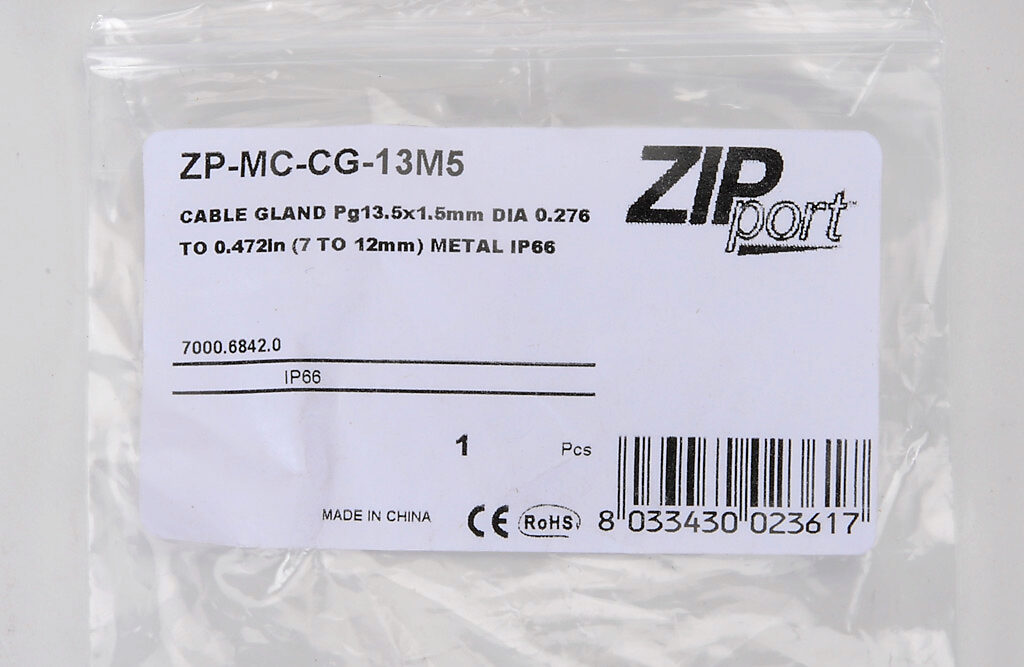 ZP-MC-CG-13M5
CABLE GLAND Pg13.5x1.5mm DIA 0.276
TO 0.472In (7 TO 12mm) METAL IP66
ZIP
port™
7000.6842.0
IP66
1 Pcs
MADE IN CHINA CE RoHS
8 033430 023617